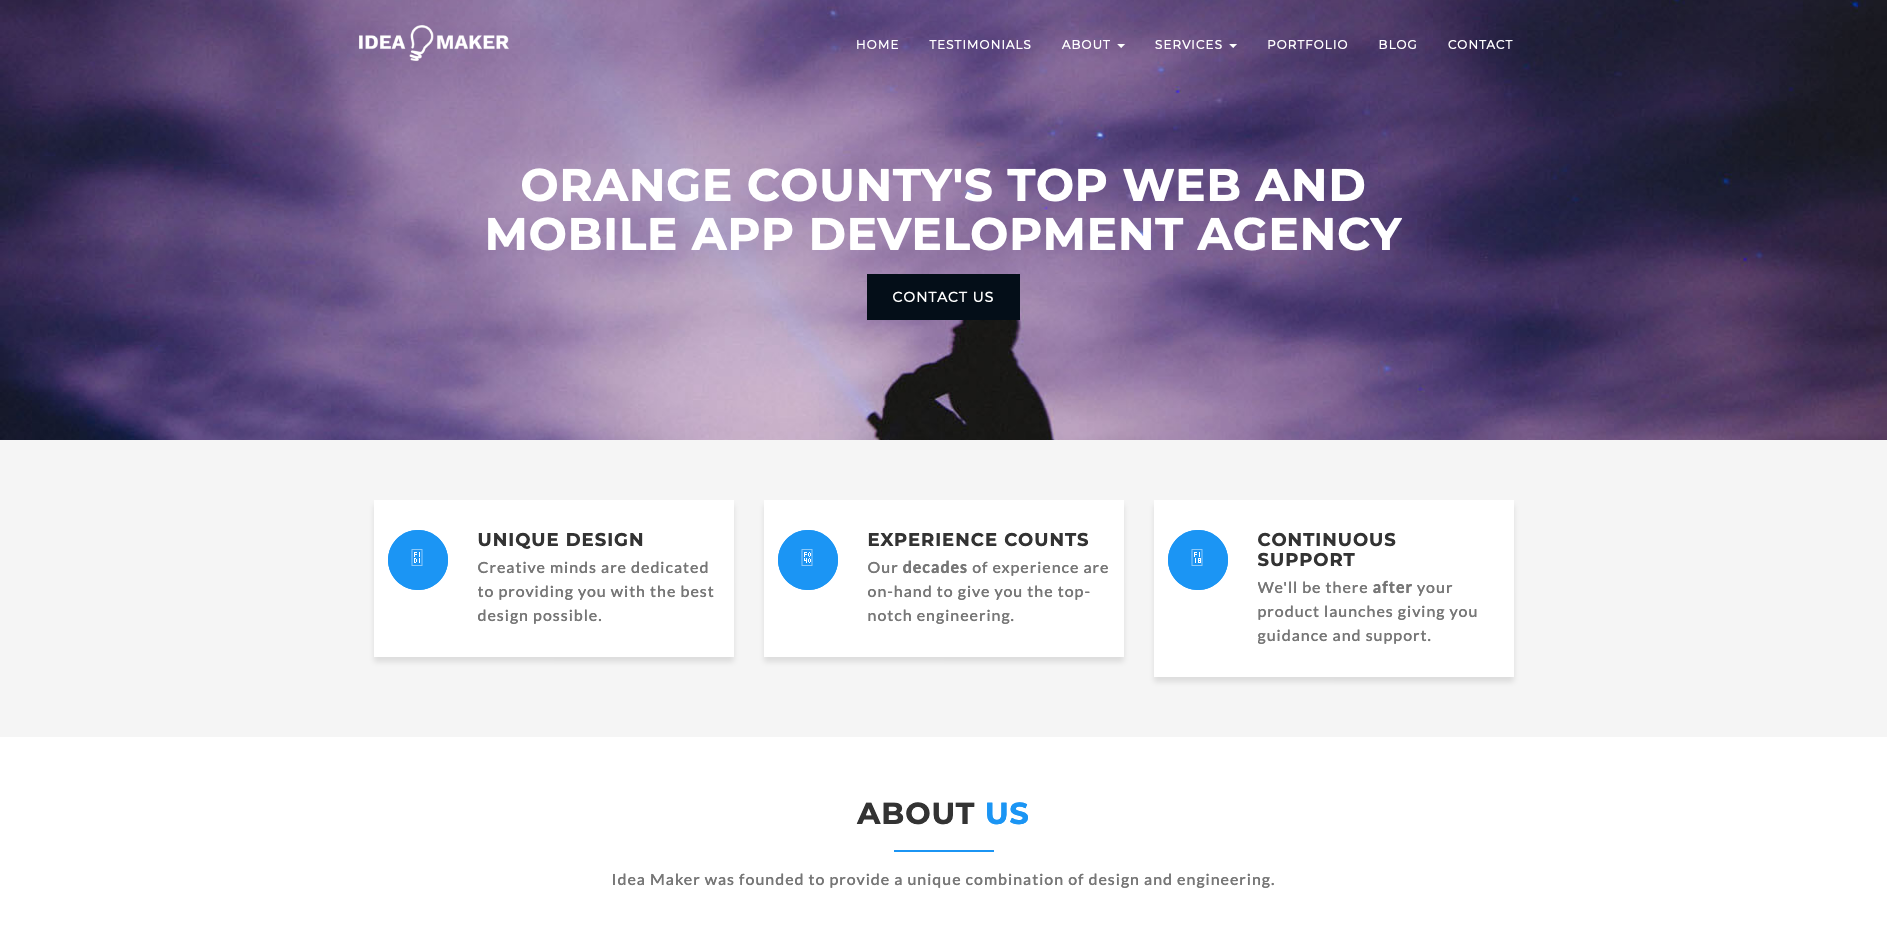 IDEA MAKER
HOME TESTIMONIALS ABOUT SERVICES PORTFOLIO BLOG CONTACT
ORANGE COUNTY'S TOP WEB AND
MOBILE APP DEVELOPMENT AGENCY
CONTACT US
UNIQUE DESIGN
Creative minds are dedicated
to providing you with the best
design possible.
EXPERIENCE COUNTS
Our decades of experience are
on-hand to give you the top-
notch engineering.
CONTINUOUS
SUPPORT
We'll be there after your
product launches giving you
guidance and support.
ABOUT US
Idea Maker was founded to provide a unique combination of design and engineering.